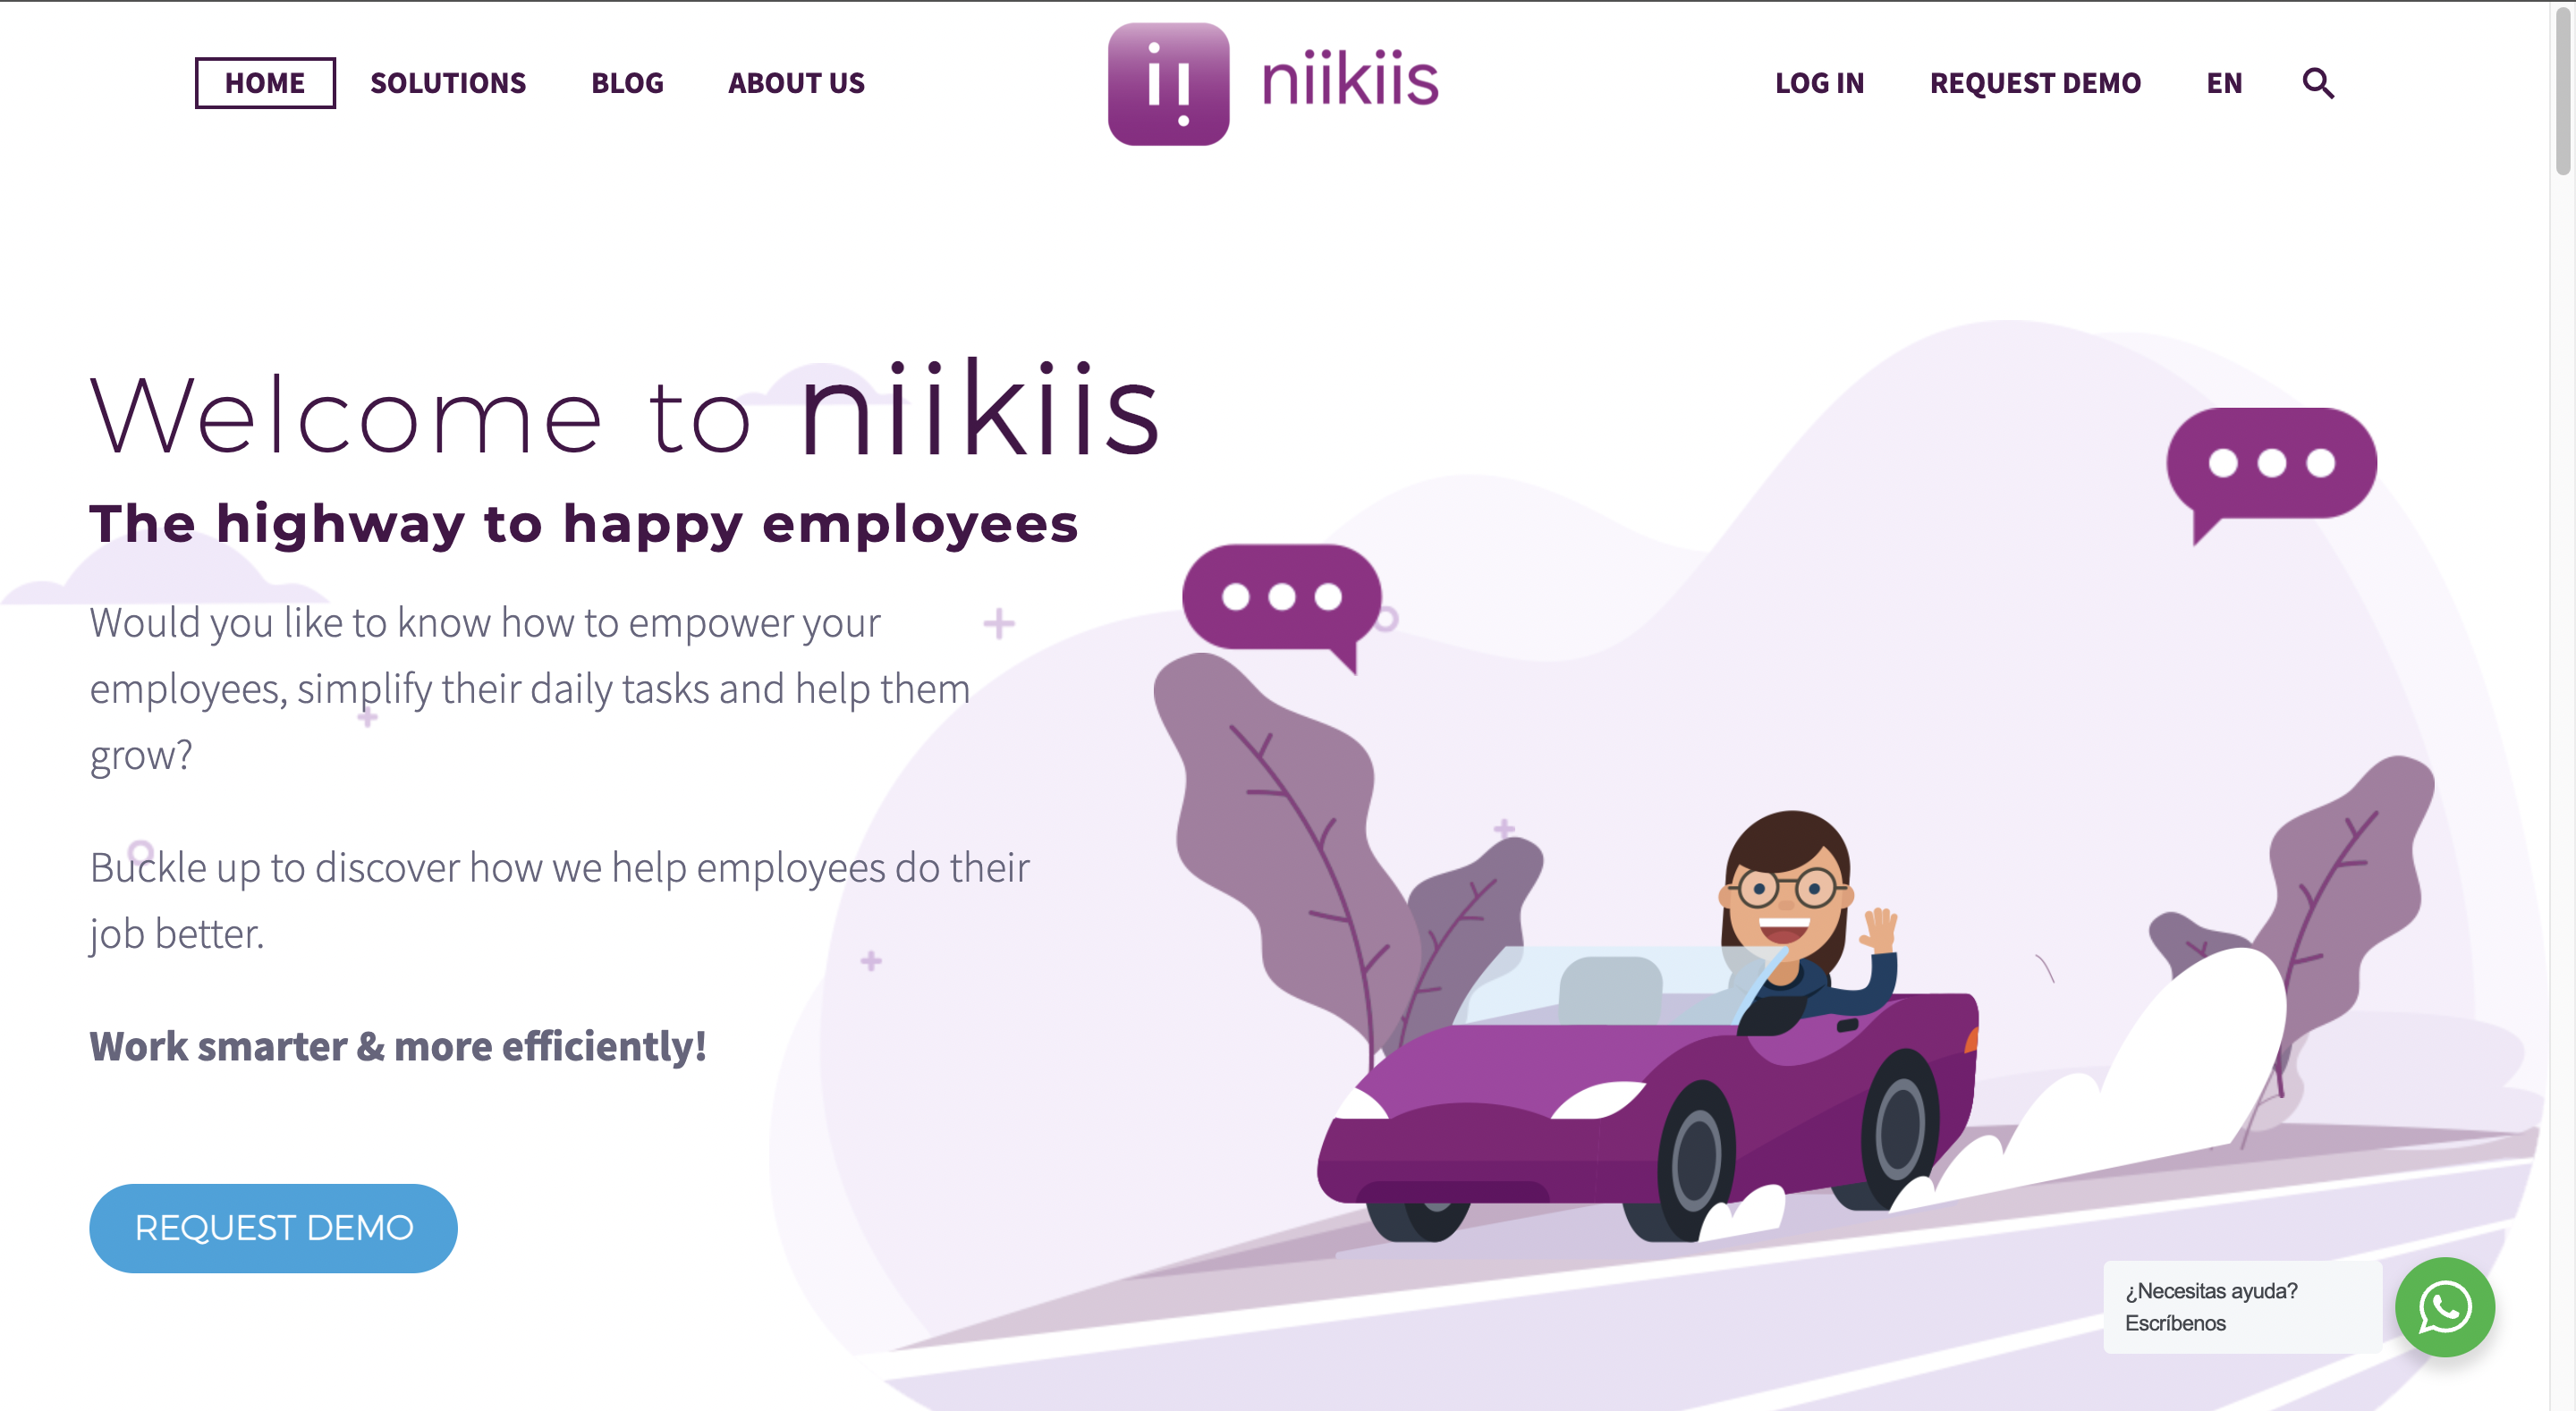 HOME
SOLUTIONS
BLOG
ABOUT US
niikiis
LOG IN
REQUEST DEMO
EN
Welcome to niikiis
The highway to happy employees
Would you like to know how to empower your
employees, simplify their daily tasks and help them
grow?
Buckle up to discover how we help employees do their
job better.
Work smarter & more efficiently!
REQUEST DEMO
¿Necesitas ayuda?
Escríbenos